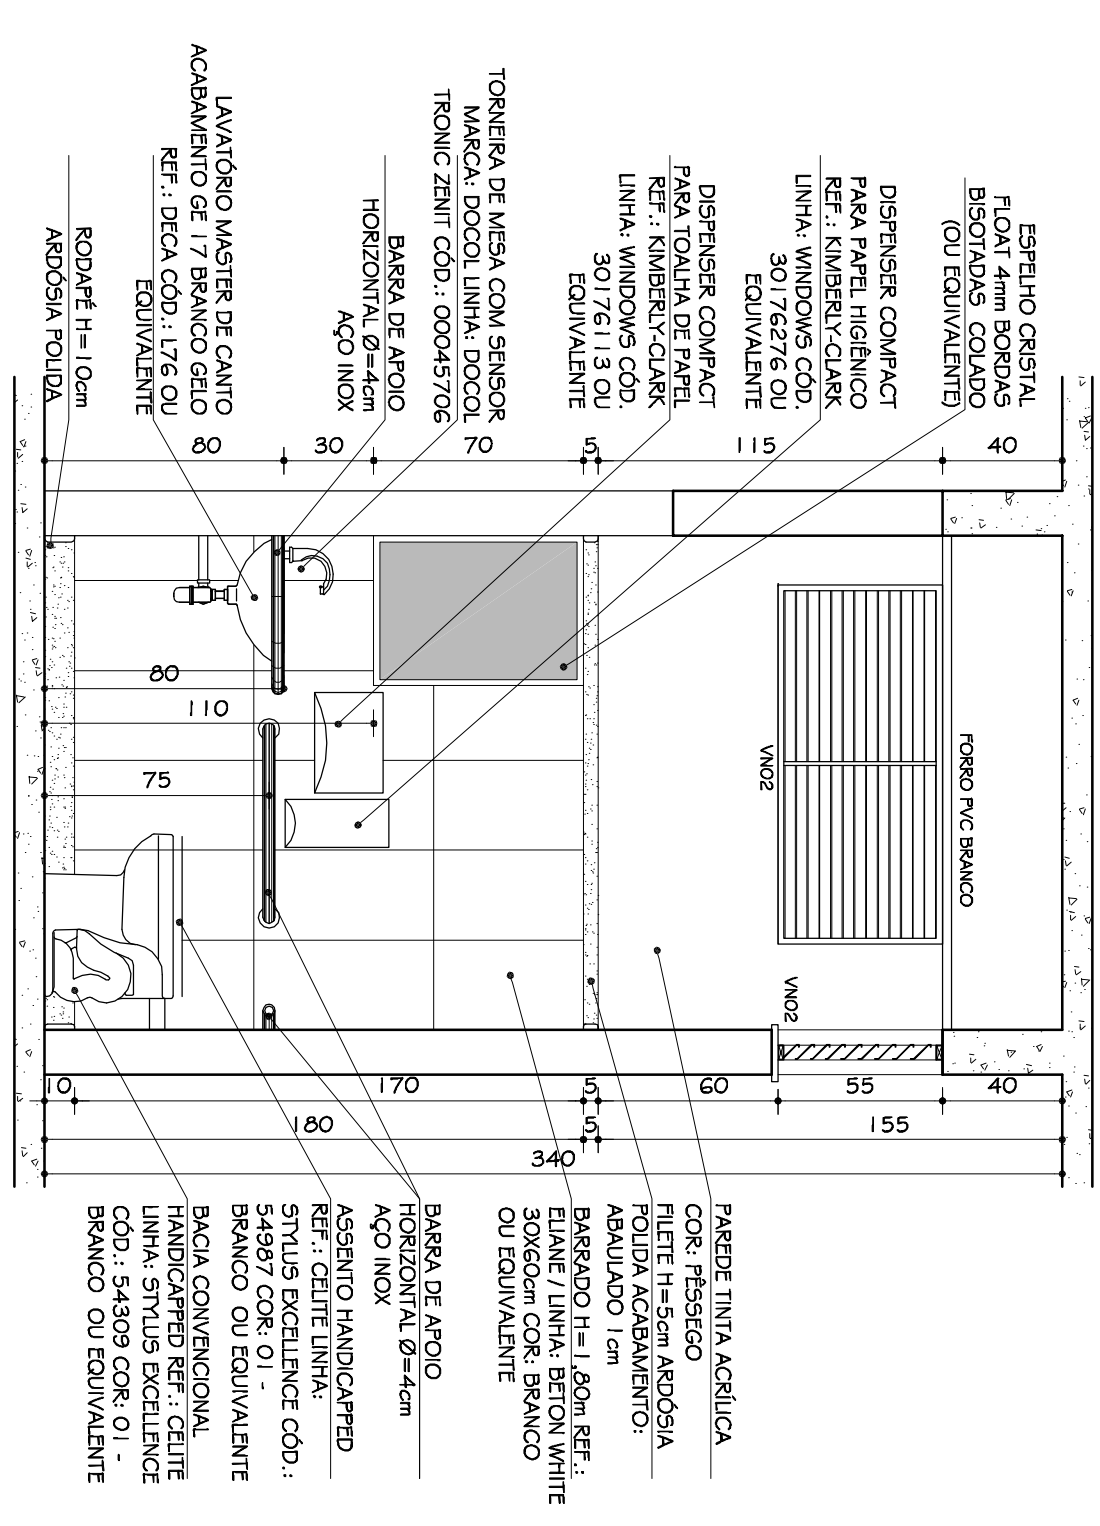 ESPELHO CRISTAL
FLOAT 4mm BORDAS
BISOTADAS COLADO
(OU EQUIVALENTE)
DISPENSER COMPACT
PARA PAPEL HIGIÊNICO
REF.: KIMBERLY-CLARK
LINHA: WINDOWS CÓD.
30176276 OU
EQUIVALENTE
DISPENSER COMPACT
PARA TOALHA DE PAPEL
REF.: KIMBERLY-CLARK
LINHA: WINDOWS CÓD.
30176113 OU
EQUIVALENTE
TORNEIRA DE MESA COM SENSOR
MARCA: DOCOL LINHA: DOCOL
TRONIC ZENIT CÓD.: 00045706
BARRA DE APOIO
HORIZONTAL Ø=4cm
AÇO INOX
LAVATÓRIO MASTER DE CANTO
ACABAMENTO GE 17 BRANCO GELO
REF.: DECA CÓD.: L76 OU
EQUIVALENTE
RODAPÉ H=10cm
ARDÓSIA POLIDA
40
115
5
70
30
80
FORRO PVC BRANCO
VN02
VN02
80
110
75
40
55
60
5
170
10
155
5
180
340
PAREDE TINTA ACRÍLICA
COR: PÊSSEGO
FILETE H=5cm ARDÓSIA
POLIDA ACABAMENTO:
ABAULADO 1cm
BARRADO H=1,80m REF.:
ELIANE / LINHA: BETON WHITE
30X60cm COR: BRANCO
OU EQUIVALENTE
BARRA DE APOIO
HORIZONTAL Ø=4cm
AÇO INOX
ASSENTO HANDICAPPED
REF.: CELITE LINHA:
STYLUS EXCELLENCE CÓD.:
54987 COR: 01 -
BRANCO OU EQUIVALENTE
BACIA CONVENCIONAL
HANDICAPPED REF.: CELITE
LINHA: STYLUS EXCELLENCE
CÓD.: 54309 COR: 01 -
BRANCO OU EQUIVALENTE